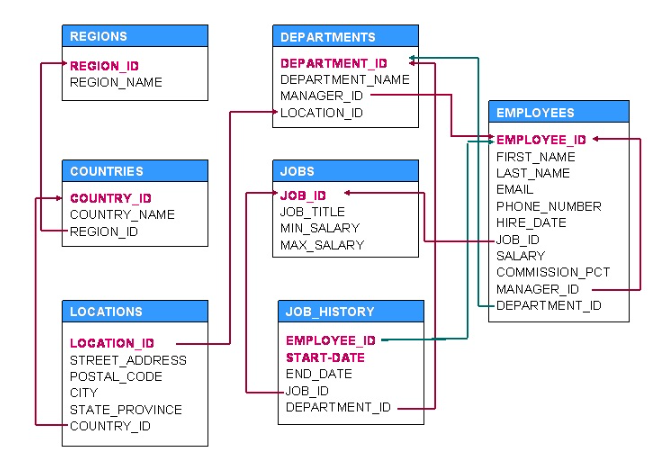 REGIONS
REGION_ID
REGION_NAME
DEPARTMENTS
DEPARTMENT_ID
DEPARTMENT_NAME
MANAGER_ID
LOCATION_ID
EMPLOYEES
EMPLOYEE_ID
FIRST_NAME
LAST_NAME
EMAIL
PHONE_NUMBER
HIRE_DATE
JOB_ID
SALARY
COMMISSION_PCT
MANAGER_ID
DEPARTMENT_ID
COUNTRIES
COUNTRY_ID
COUNTRY_NAME
REGION_ID
JOBS
JOB_ID
JOB_TITLE
MIN_SALARY
MAX_SALARY
LOCATIONS
LOCATION_ID
STREET_ADDRESS
POSTAL_CODE
CITY
STATE_PROVINCE
COUNTRY_ID
JOB_HISTORY
EMPLOYEE_ID
START-DATE
END_DATE
JOB_ID
DEPARTMENT_ID